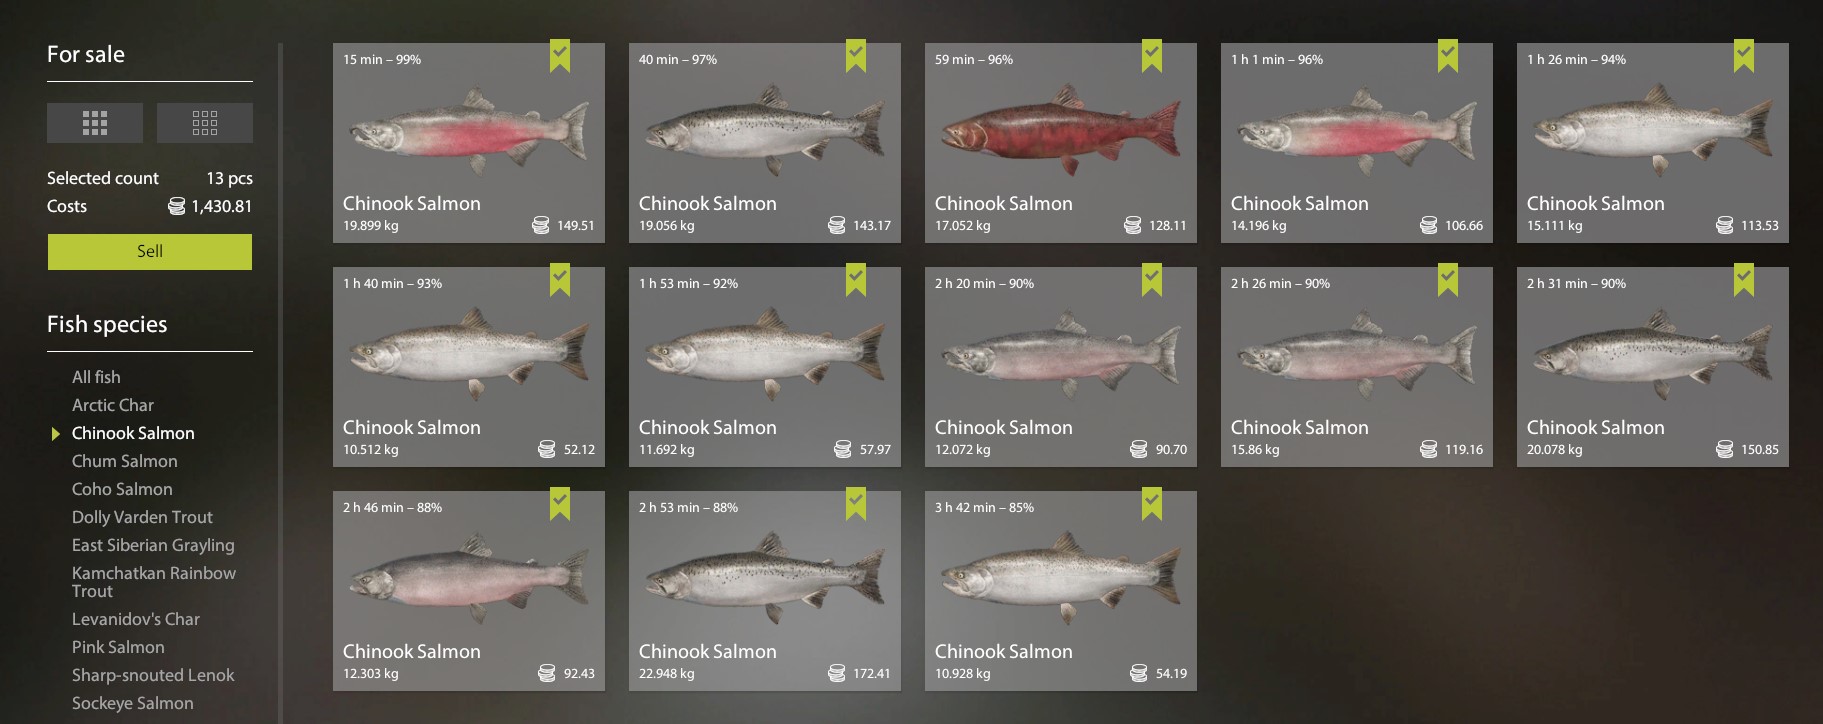 For sale
Selected count 13 pcs
Costs 1,430.81
Sell
Fish species
All fish
Arctic Char
Chinook Salmon
Chum Salmon
Coho Salmon
Dolly Varden Trout
East Siberian Grayling
Kamchatkan Rainbow
Trout
Levanidov's Char
Pink Salmon
Sharp-snouted Lenok
Sockeye Salmon
15 min – 99%
Chinook Salmon
19.899 kg 149.51
40 min – 97%
Chinook Salmon
19.056 kg 143.17
59 min – 96%
Chinook Salmon
17.052 kg 128.11
1 h 1 min – 96%
Chinook Salmon
14.196 kg 106.66
1 h 26 min – 94%
Chinook Salmon
15.111 kg 113.53
1 h 40 min – 93%
Chinook Salmon
10.512 kg 52.12
1 h 53 min – 92%
Chinook Salmon
11.692 kg 57.97
2 h 20 min – 90%
Chinook Salmon
12.072 kg 90.70
2 h 26 min – 90%
Chinook Salmon
15.86 kg 119.16
2 h 31 min – 90%
Chinook Salmon
20.078 kg 150.85
2 h 46 min – 88%
Chinook Salmon
12.303 kg 92.43
2 h 53 min – 88%
Chinook Salmon
22.948 kg 172.41
3 h 42 min – 85%
Chinook Salmon
10.928 kg 54.19